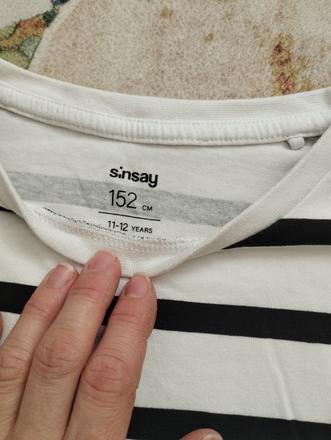 sinsay
152 CM
11-12 YEARS